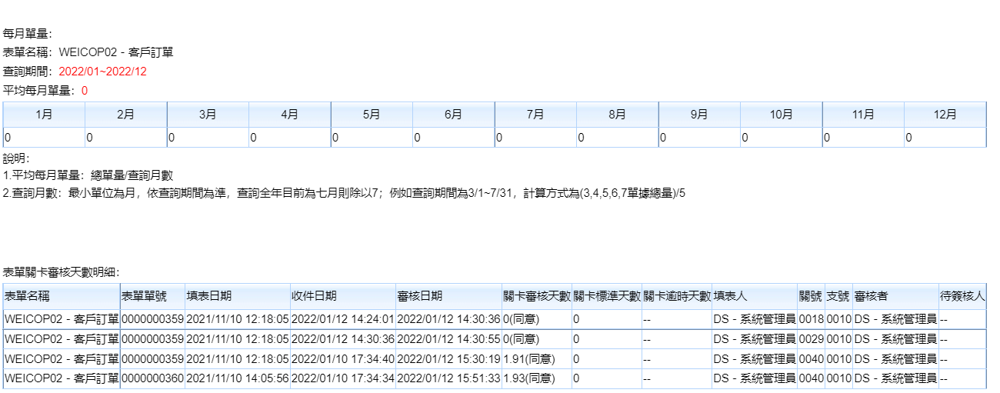 每月單量：
表單名稱：WEICOP02 - 客戶訂單
查詢期間：2022/01~2022/12
平均每月單量：0
1月 2月 3月 4月 5月 6月 7月 8月 9月 10月 11月 12月
0 0 0 0 0 0 0 0 0 0 0 0
說明：
1.平均每月單量：總單量/查詢月數
2.查詢月數：最小單位為月，依查詢期間為準，查詢全年目前為七月則除以7；例如查詢期間為3/1~7/31，計算方式為(3,4,5,6,7單據總量)/5
表單關卡審核天數明細：
表單名稱 表單單號 填表日期 收件日期 審核日期 關卡審核天數 關卡標準天數 關卡逾時天數 填表人 關號 支號 審核者 待簽核人
WEICOP02 - 客戶訂單 0000000359 2021/11/10 12:18:05 2022/01/12 14:24:01 2022/01/12 14:30:36 0(同意) 0 -- DS - 系統管理員 0018 0010 DS - 系統管理員 --
WEICOP02 - 客戶訂單 0000000359 2021/11/10 12:18:05 2022/01/12 14:30:36 2022/01/12 14:30:55 0(同意) 0 -- DS - 系統管理員 0029 0010 DS - 系統管理員 --
WEICOP02 - 客戶訂單 0000000359 2021/11/10 12:18:05 2022/01/10 17:34:40 2022/01/12 15:30:19 1.91(同意) 0 -- DS - 系統管理員 0040 0010 DS - 系統管理員 --
WEICOP02 - 客戶訂單 0000000360 2021/11/10 14:05:56 2022/01/10 17:34:34 2022/01/12 15:51:33 1.93(同意) 0 -- DS - 系統管理員 0040 0010 DS - 系統管理員 --